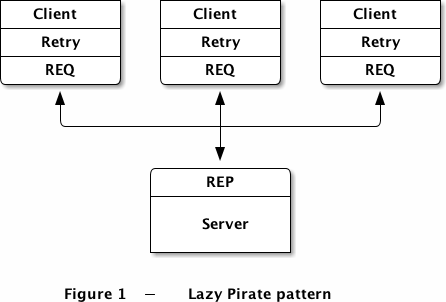 Client Client Client
Retry Retry Retry
REQ REQ REQ
REP
Server
Figure 1 — Lazy Pirate pattern